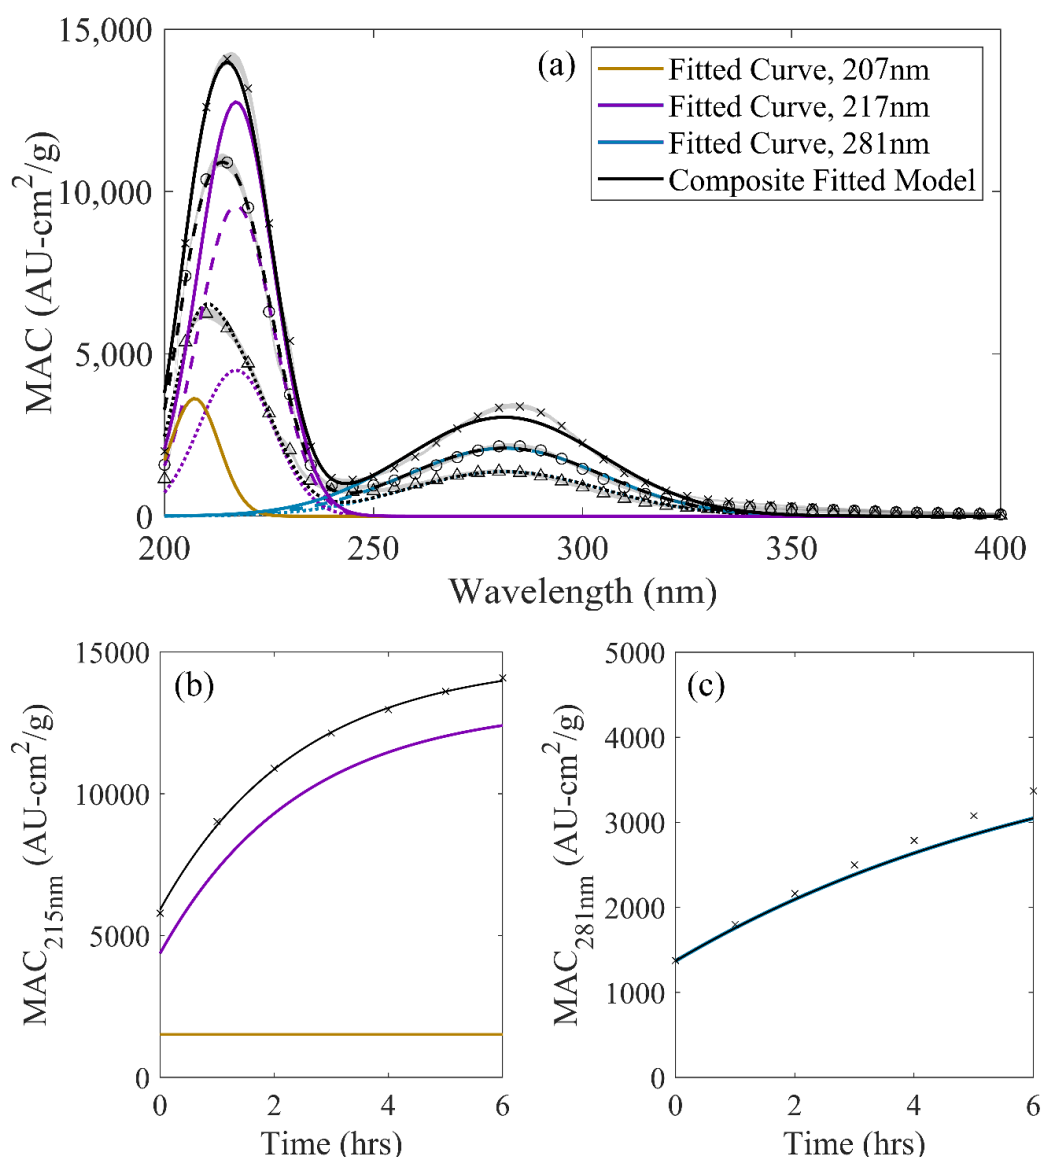 15,000
10,000
5,000
0
MAC (AU-cm²/g)
(a)
Fitted Curve, 207nm
Fitted Curve, 217nm
Fitted Curve, 281nm
Composite Fitted Model
200 250 300 350 400
Wavelength (nm)
15000
10000
5000
0
MAC₂₁₅ₙₘ (AU-cm²/g)
(b)
0 2 4 6
Time (hrs)
5000
4000
3000
2000
1000
0
MAC₂₈₁ₙₘ (AU-cm²/g)
(c)
0 2 4 6
Time (hrs)